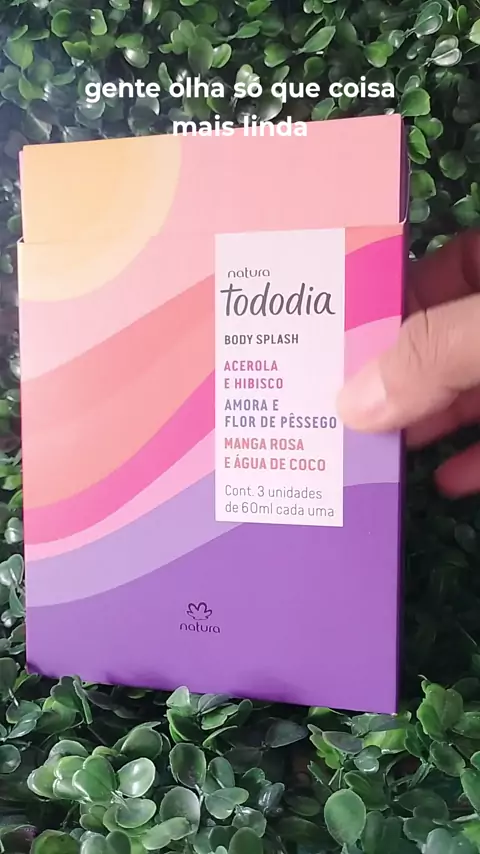 gente olha só que coisa
mais linda
natura
Tododia
BODY SPLASH
ACEROLA
E HIBISCO
AMORA E
FLOR DE PÊSSEGO
MANGA ROSA
E ÁGUA DE COCO
Cont. 3 unidades
de 60ml cada uma
natura